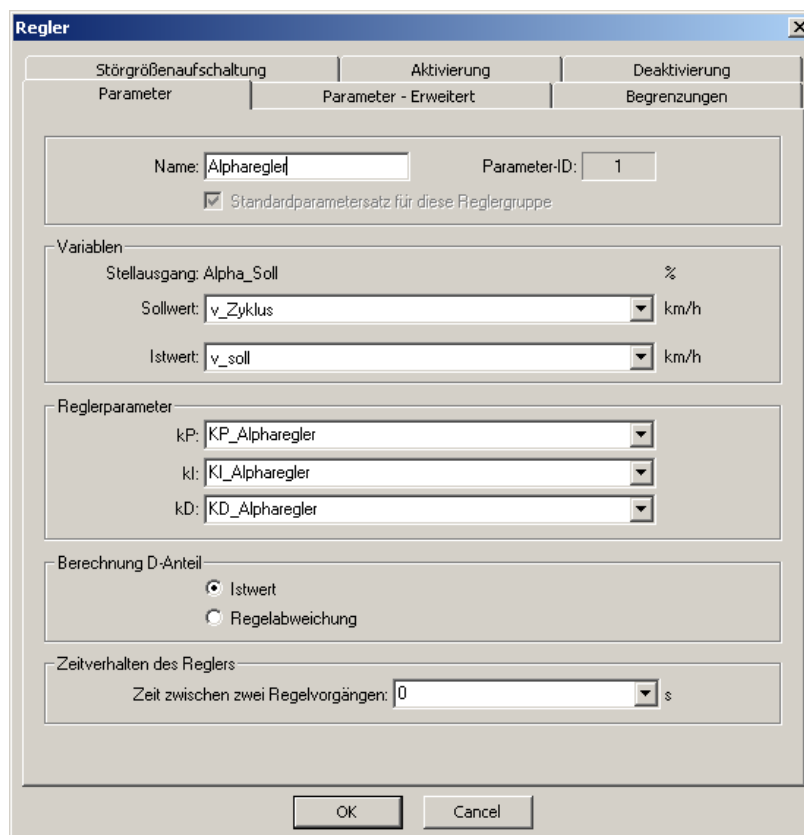 Regler
Störgrößenaufschaltung Aktivierung Deaktivierung
Parameter Parameter - Erweitert Begrenzungen
Name: Alpharegler Parameter-ID: 1
Standardparametersatz für diese Reglergruppe
Variablen
Stellausgang: Alpha_Soll %
Sollwert: v_Zyklus km/h
Istwert: v_soll km/h
Reglerparameter
kP: KP_Alpharegler
kI: KI_Alpharegler
kD: KD_Alpharegler
Berechnung D-Anteil
Istwert
Regelabweichung
Zeitverhalten des Reglers
Zeit zwischen zwei Regelvorgängen: 0 s
OK Cancel